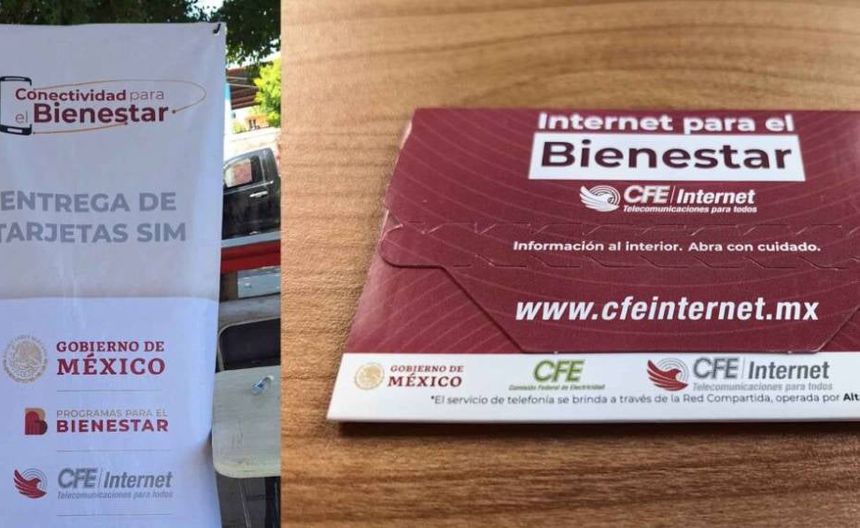 Conectividad para
el Bienestar
ENTREGA DE
TARJETAS SIM
GOBIERNO DE
MÉXICO
PROGRAMAS PARA EL
BIENESTAR
CFE Internet
Telecomunicaciones para todos
Internet para el
Bienestar
CFE Internet
Telecomunicaciones para todos
Información al interior. Abra con cuidado.
www.cfeinternet.mx
GOBIERNO DE
MÉXICO
CFE
Comisión Federal de Electricidad
CFE Internet
Telecomunicaciones para todos
*El servicio de telefonía se brinda a través de la Red Compartida, operada por Alt